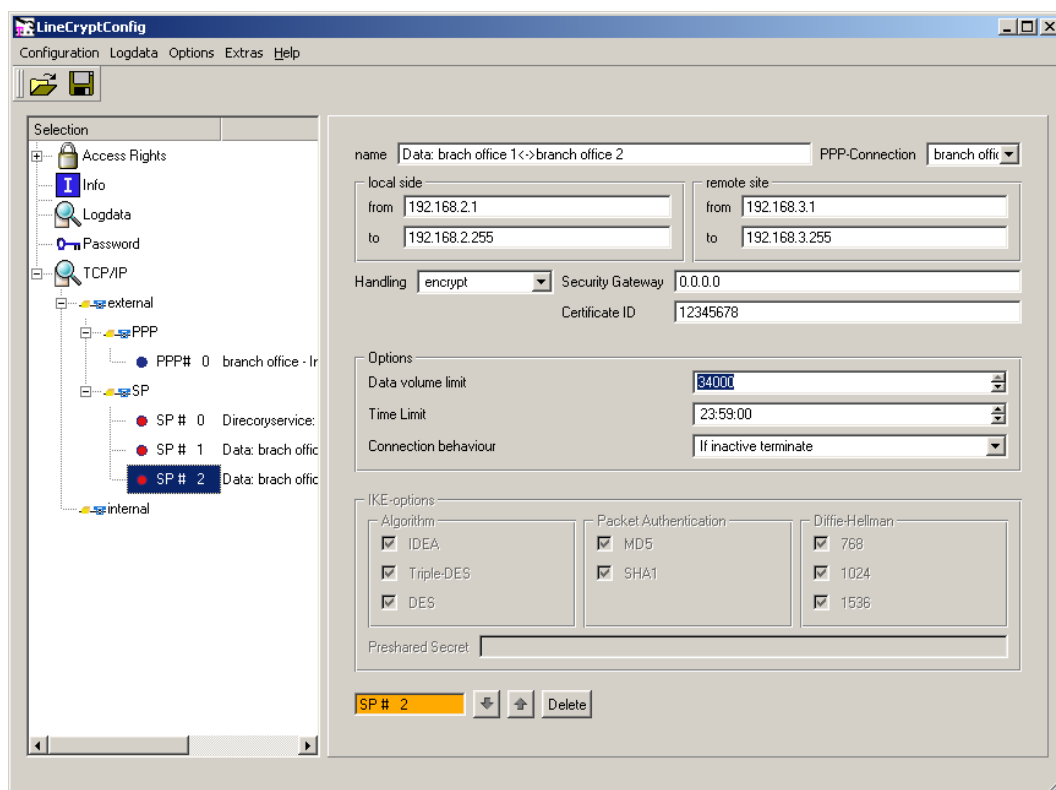 LineCryptConfig
Configuration Logdata Options Extras Help
Selection
Access Rights
Info
Logdata
Password
TCP/IP
external
PPP
PPP# 0 branch office - Ir
SP
SP # 0 Direcoryservice:
SP # 1 Data: brach offic
SP # 2 Data: brach offic
internal
name Data: brach office 1<->branch office 2 PPP-Connection branch offic
local side
from 192.168.2.1
to 192.168.2.255
remote site
from 192.168.3.1
to 192.168.3.255
Handling encrypt Security Gateway 0.0.0.0
Certificate ID 12345678
Options
Data volume limit 34000
Time Limit 23:59:00
Connection behaviour If inactive terminate
IKE-options
Algorithm
IDEA
Triple-DES
DES
Packet Authentication
MD5
SHA1
Diffie-Hellman
768
1024
1536
Preshared Secret
SP # 2 Delete